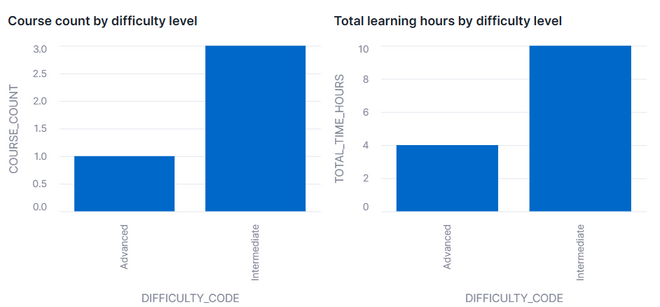 Course count by difficulty level
COURSE_COUNT
3.0
2.5
2.0
1.5
1.0
0.5
0.0
Advanced
Intermediate
DIFFICULTY_CODE
Total learning hours by difficulty level
TOTAL_TIME_HOURS
10
8
6
4
2
0
Advanced
Intermediate
DIFFICULTY_CODE